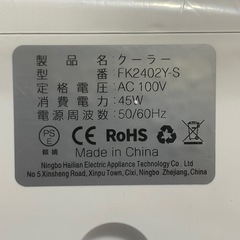 製品名 クーラー
型番 FK2402Y-S
定格電圧 AC 100V
消費電力 45W
電源周波数 50/60Hz
PSE CE RoHS
Made in China
Ningbo Hailian Electric Appliance Technology Co., Ltd
No 5 Xinsheng Road, Xinpu Town, Cixi, Ningbo, Zhejiang, China